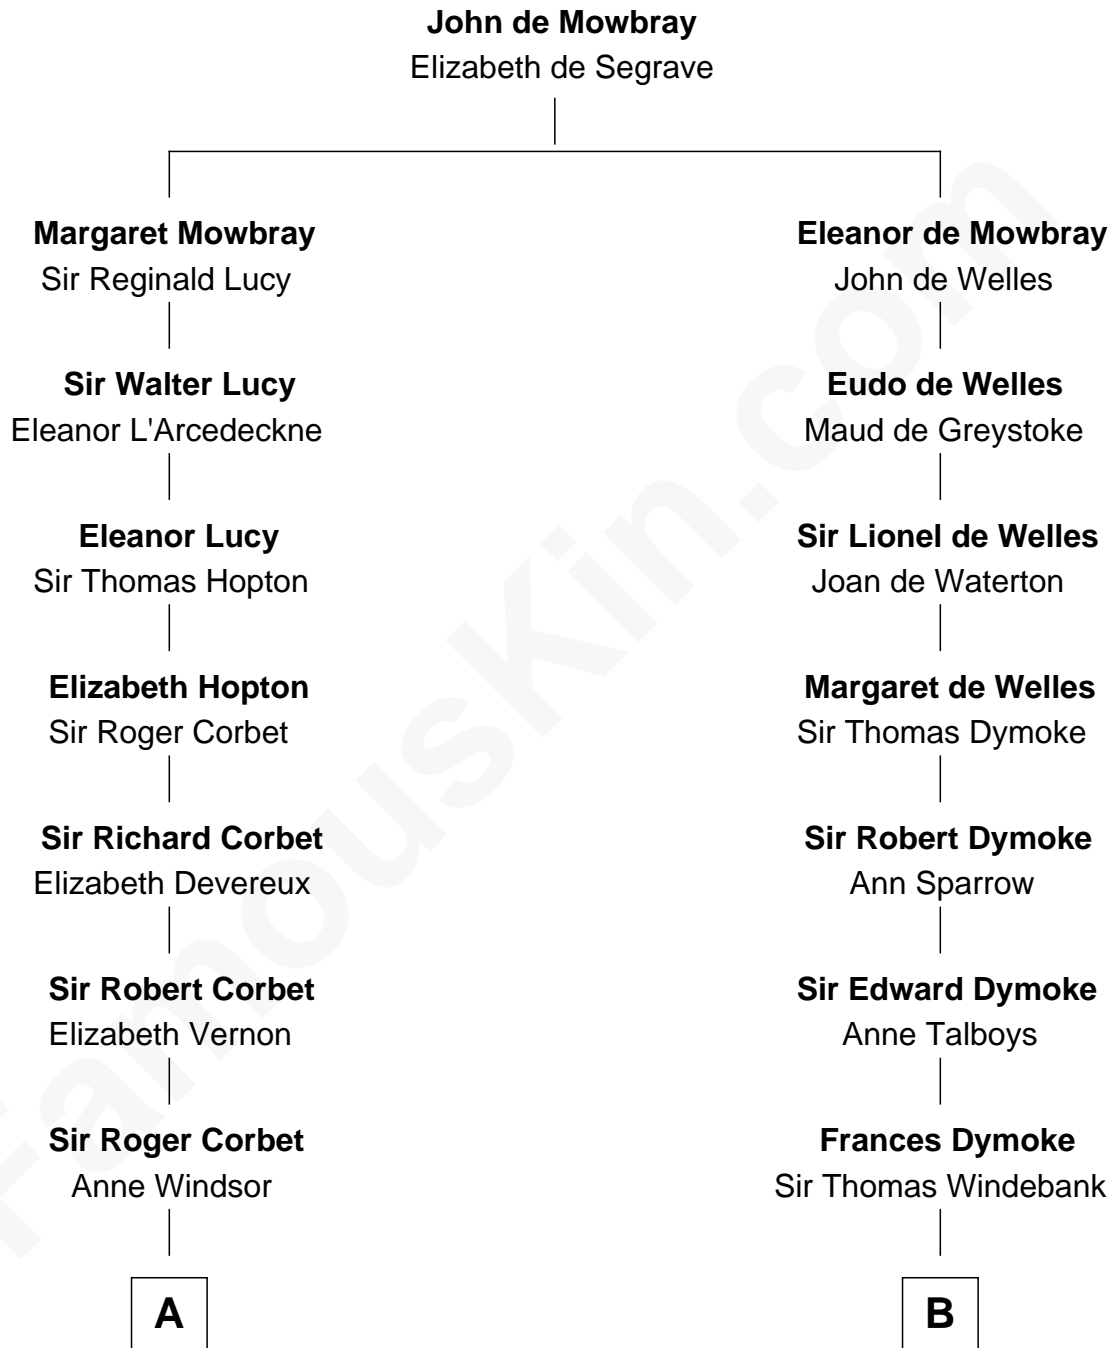 John de Mowbray
Elizabeth de Segrave
Margaret Mowbray
Sir Reginald Lucy
Eleanor de Mowbray
John de Welles
Sir Walter Lucy
Eleanor L'Arcedeckne
Eudo de Welles
Maud de Greystoke
Eleanor Lucy
Sir Thomas Hopton
Sir Lionel de Welles
Joan de Waterton
Elizabeth Hopton
Sir Roger Corbet
Margaret de Welles
Sir Thomas Dymoke
Sir Richard Corbet
Elizabeth Devereux
Sir Robert Dymoke
Ann Sparrow
Sir Robert Corbet
Elizabeth Vernon
Sir Edward Dymoke
Anne Talboys
Sir Roger Corbet
Anne Windsor
Frances Dymoke
Sir Thomas Windebank
A
B
FamousKin.com